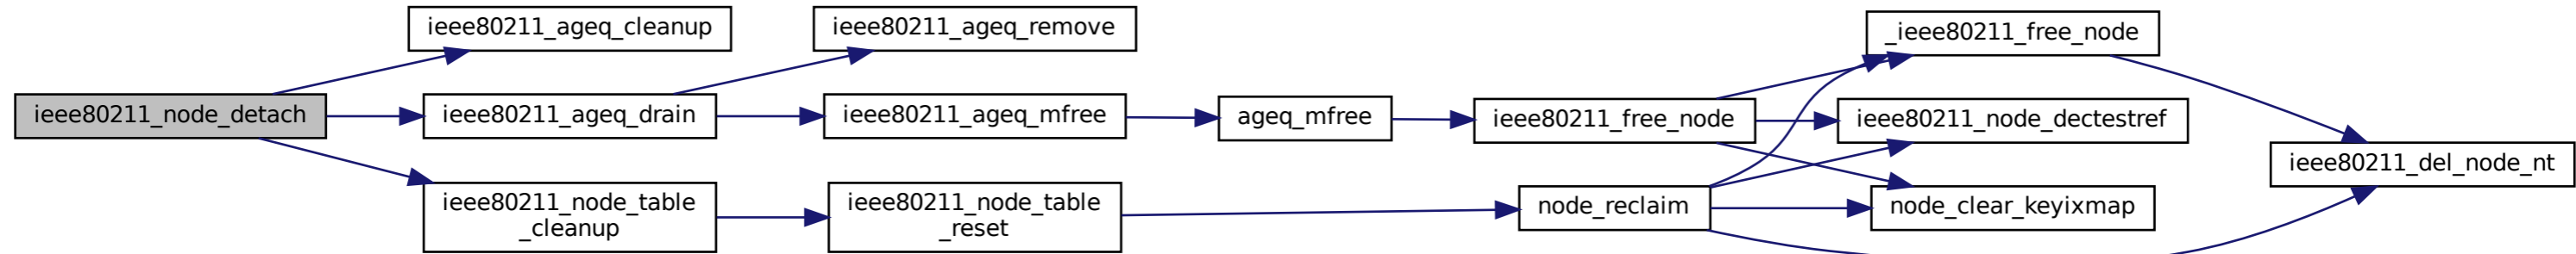 ieee80211_node_detach
ieee80211_ageq_cleanup
ieee80211_ageq_drain
ieee80211_node_table
_cleanup
ieee80211_ageq_remove
ieee80211_ageq_mfree
ieee80211_node_table
_reset
ageq_mfree
ieee80211_free_node
node_reclaim
_ieee80211_free_node
ieee80211_node_dectestref
node_clear_keyixmap
ieee80211_del_node_nt